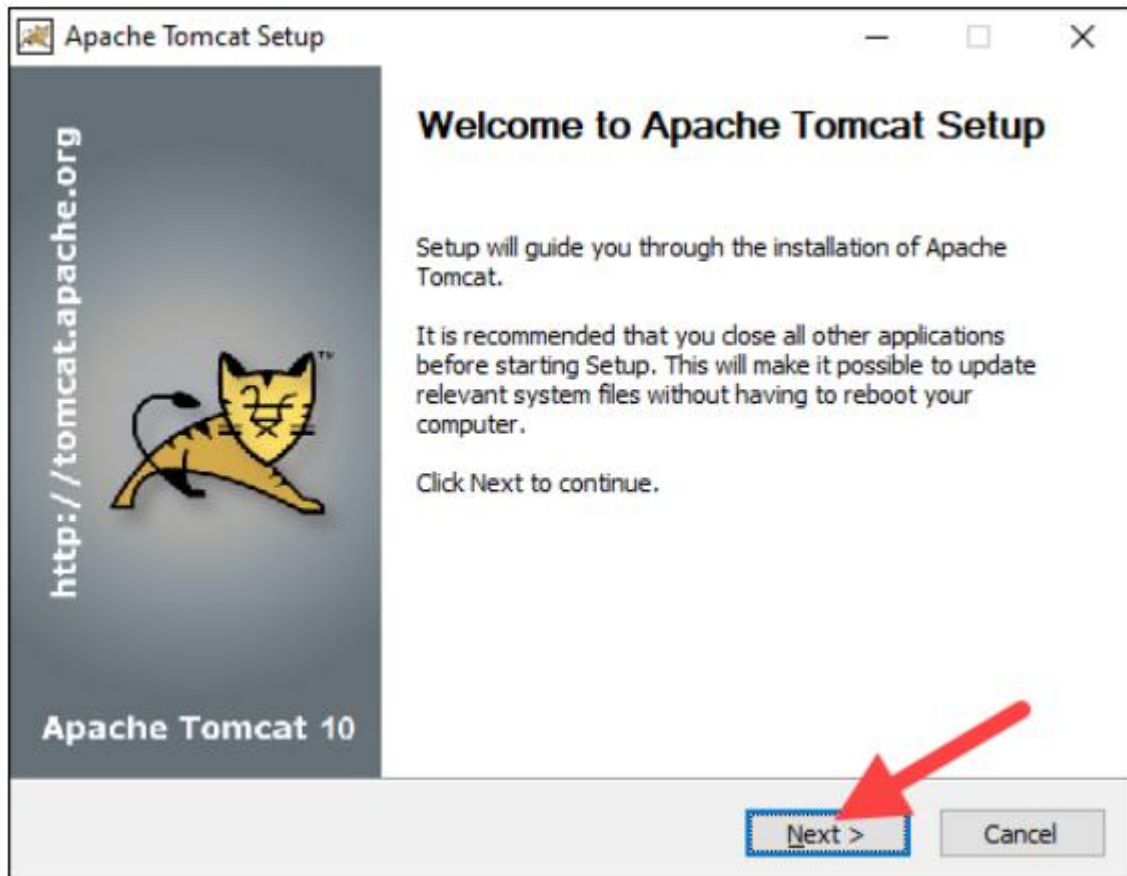 Apache Tomcat Setup
http://tomcat.apache.org
Apache Tomcat 10
Welcome to Apache Tomcat Setup
Setup will guide you through the installation of Apache
Tomcat.
It is recommended that you close all other applications
before starting Setup. This will make it possible to update
relevant system files without having to reboot your
computer.
Click Next to continue.
TM
Next >
Cancel